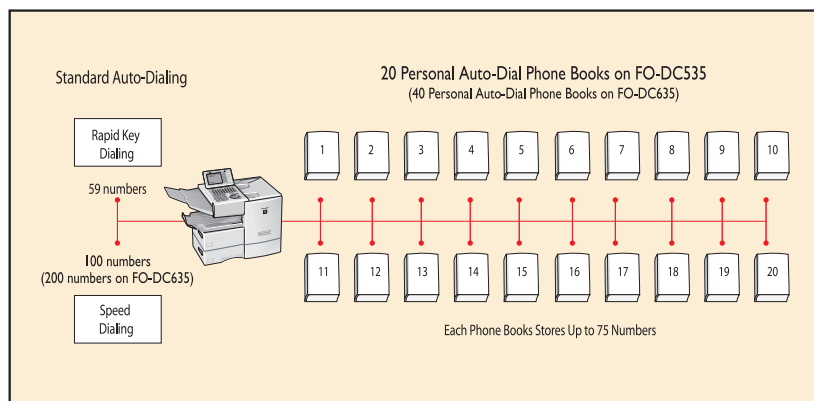 Standard Auto-Dialing
20 Personal Auto-Dial Phone Books on FO-DC535
(40 Personal Auto-Dial Phone Books on FO-DC635)
Rapid Key
Dialing
59 numbers
100 numbers
(200 numbers on FO-DC635)
Speed
Dialing
1 2 3 4 5 6 7 8 9 10
11 12 13 14 15 16 17 18 19 20
Each Phone Books Stores Up to 75 Numbers